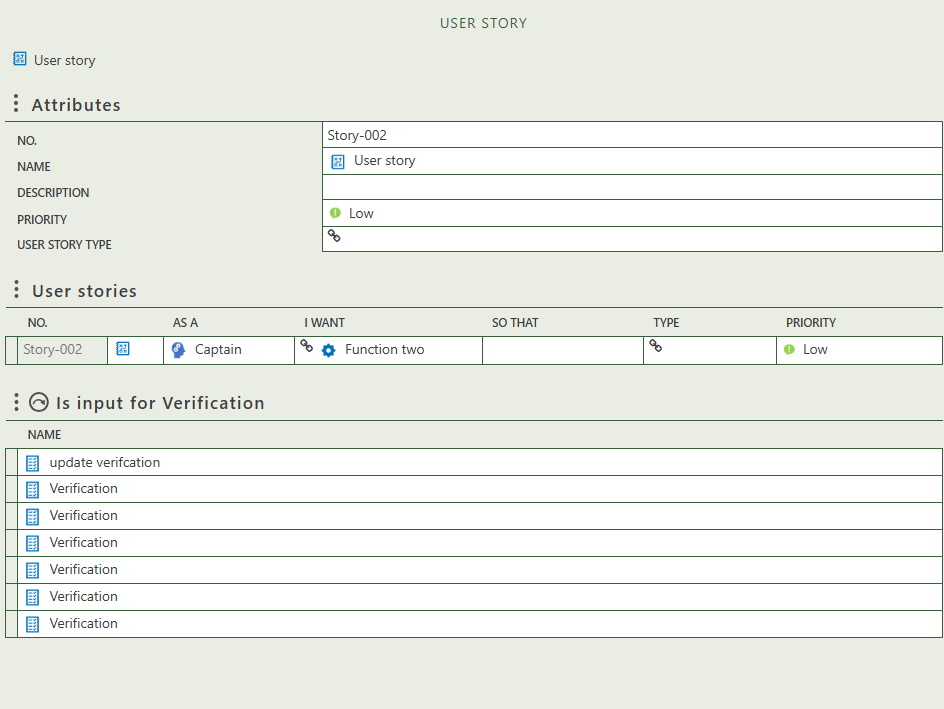 USER STORY
User story
Attributes
NO. Story-002
NAME User story
DESCRIPTION
PRIORITY Low
USER STORY TYPE
User stories
NO. AS A I WANT SO THAT TYPE PRIORITY
Story-002 Captain Function two Low
Is input for Verification
NAME
update verifcation
Verification
Verification
Verification
Verification
Verification
Verification